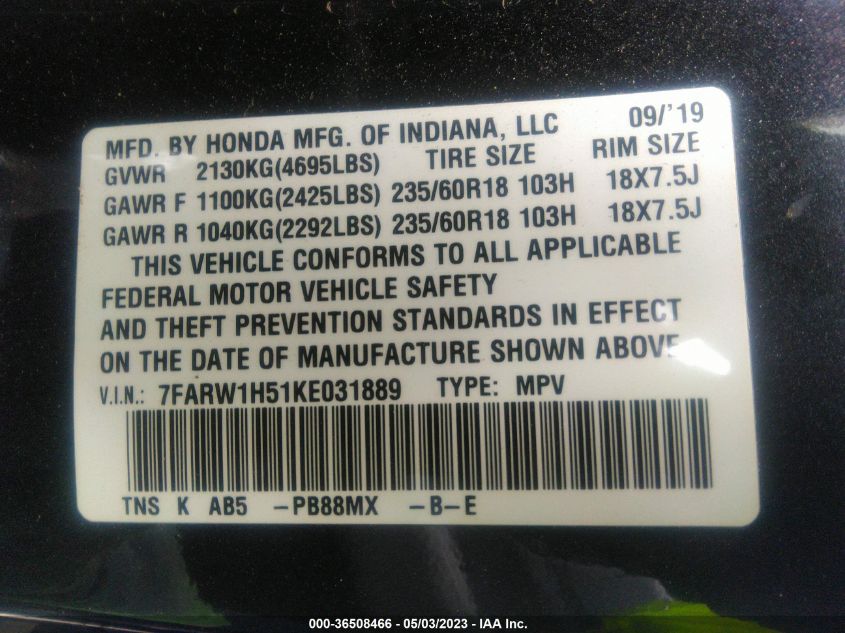 MFD. BY HONDA MFG. OF INDIANA, LLC 09/'19
GVWR 2130KG(4695LBS) TIRE SIZE RIM SIZE
GAWR F 1100KG(2425LBS) 235/60R18 103H 18X7.5J
GAWR R 1040KG(2292LBS) 235/60R18 103H 18X7.5J
THIS VEHICLE CONFORMS TO ALL APPLICABLE
FEDERAL MOTOR VEHICLE SAFETY
AND THEFT PREVENTION STANDARDS IN EFFECT
ON THE DATE OF MANUFACTURE SHOWN ABOVE
V.I.N.: 7FARW1H51KE031889 TYPE: MPV
TNS K AB5 -PB88MX -B-E
000-36508466 - 05/03/2023 - IAA Inc.